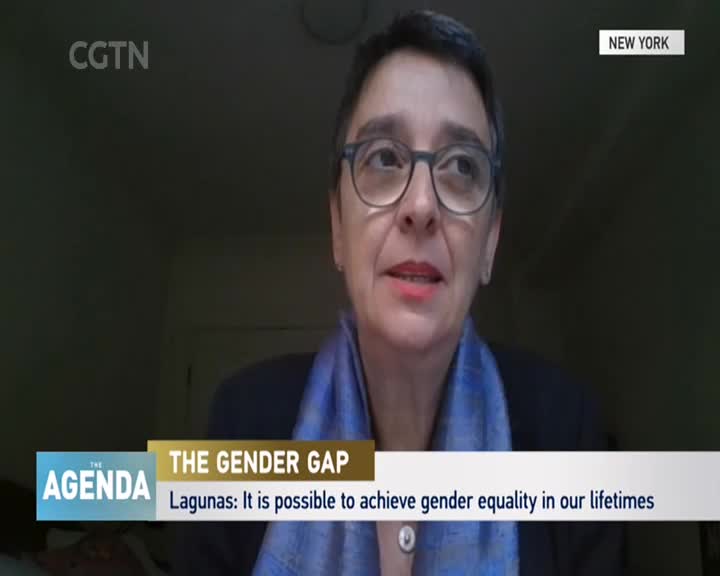 CGTN
NEW YORK
THE GENDER GAP
THE
AGENDA
Lagunas: It is possible to achieve gender equality in our lifetimes